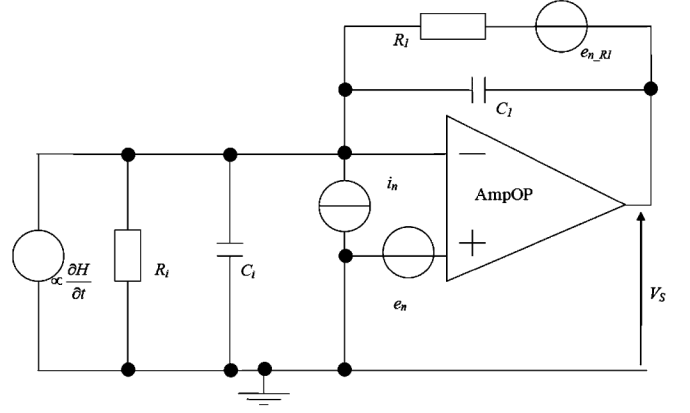 R1
en_R1
C1
AmpOP
in
en
∝ ∂H/∂t
Ri
Ci
VS
−
+